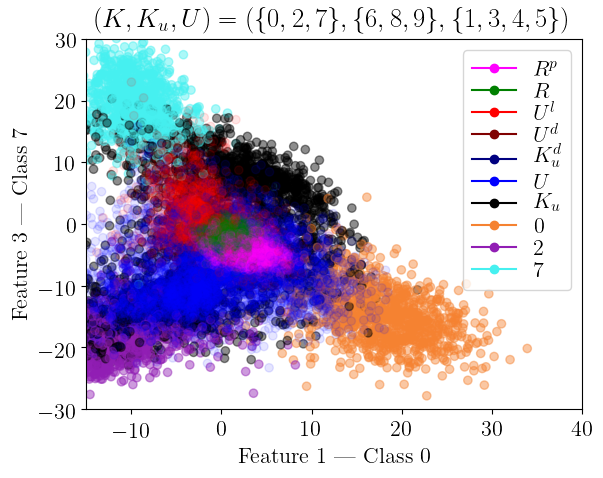 (K, K_u, U) = ({0, 2, 7}, {6, 8, 9}, {1, 3, 4, 5})
30
20
10
0
−10
−20
−30
Feature 3 — Class 7
−10
0
10
20
30
40
Feature 1 — Class 0
R^p
R
U^l
U^d
K_u^d
U
K_u
0
2
7